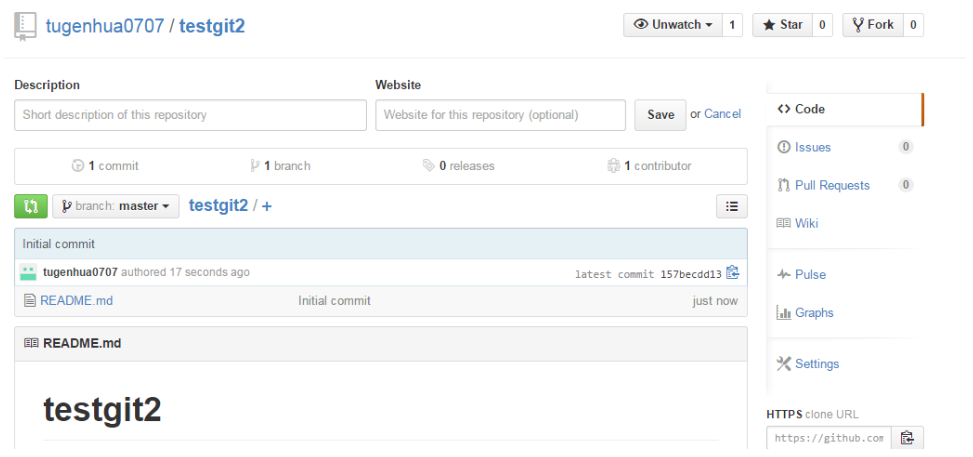 tugenhua0707 / testgit2
Unwatch 1 Star 0 Fork 0
Description Website
Short description of this repository Website for this repository (optional) Save or Cancel
1 commit 1 branch 0 releases 1 contributor
branch: master testgit2 / +
Initial commit
tugenhua0707 authored 17 seconds ago latest commit 157becdd13
README.md Initial commit just now
README.md
testgit2
Code
Issues 0
Pull Requests 0
Wiki
Pulse
Graphs
Settings
HTTPS clone URL
https://github.com